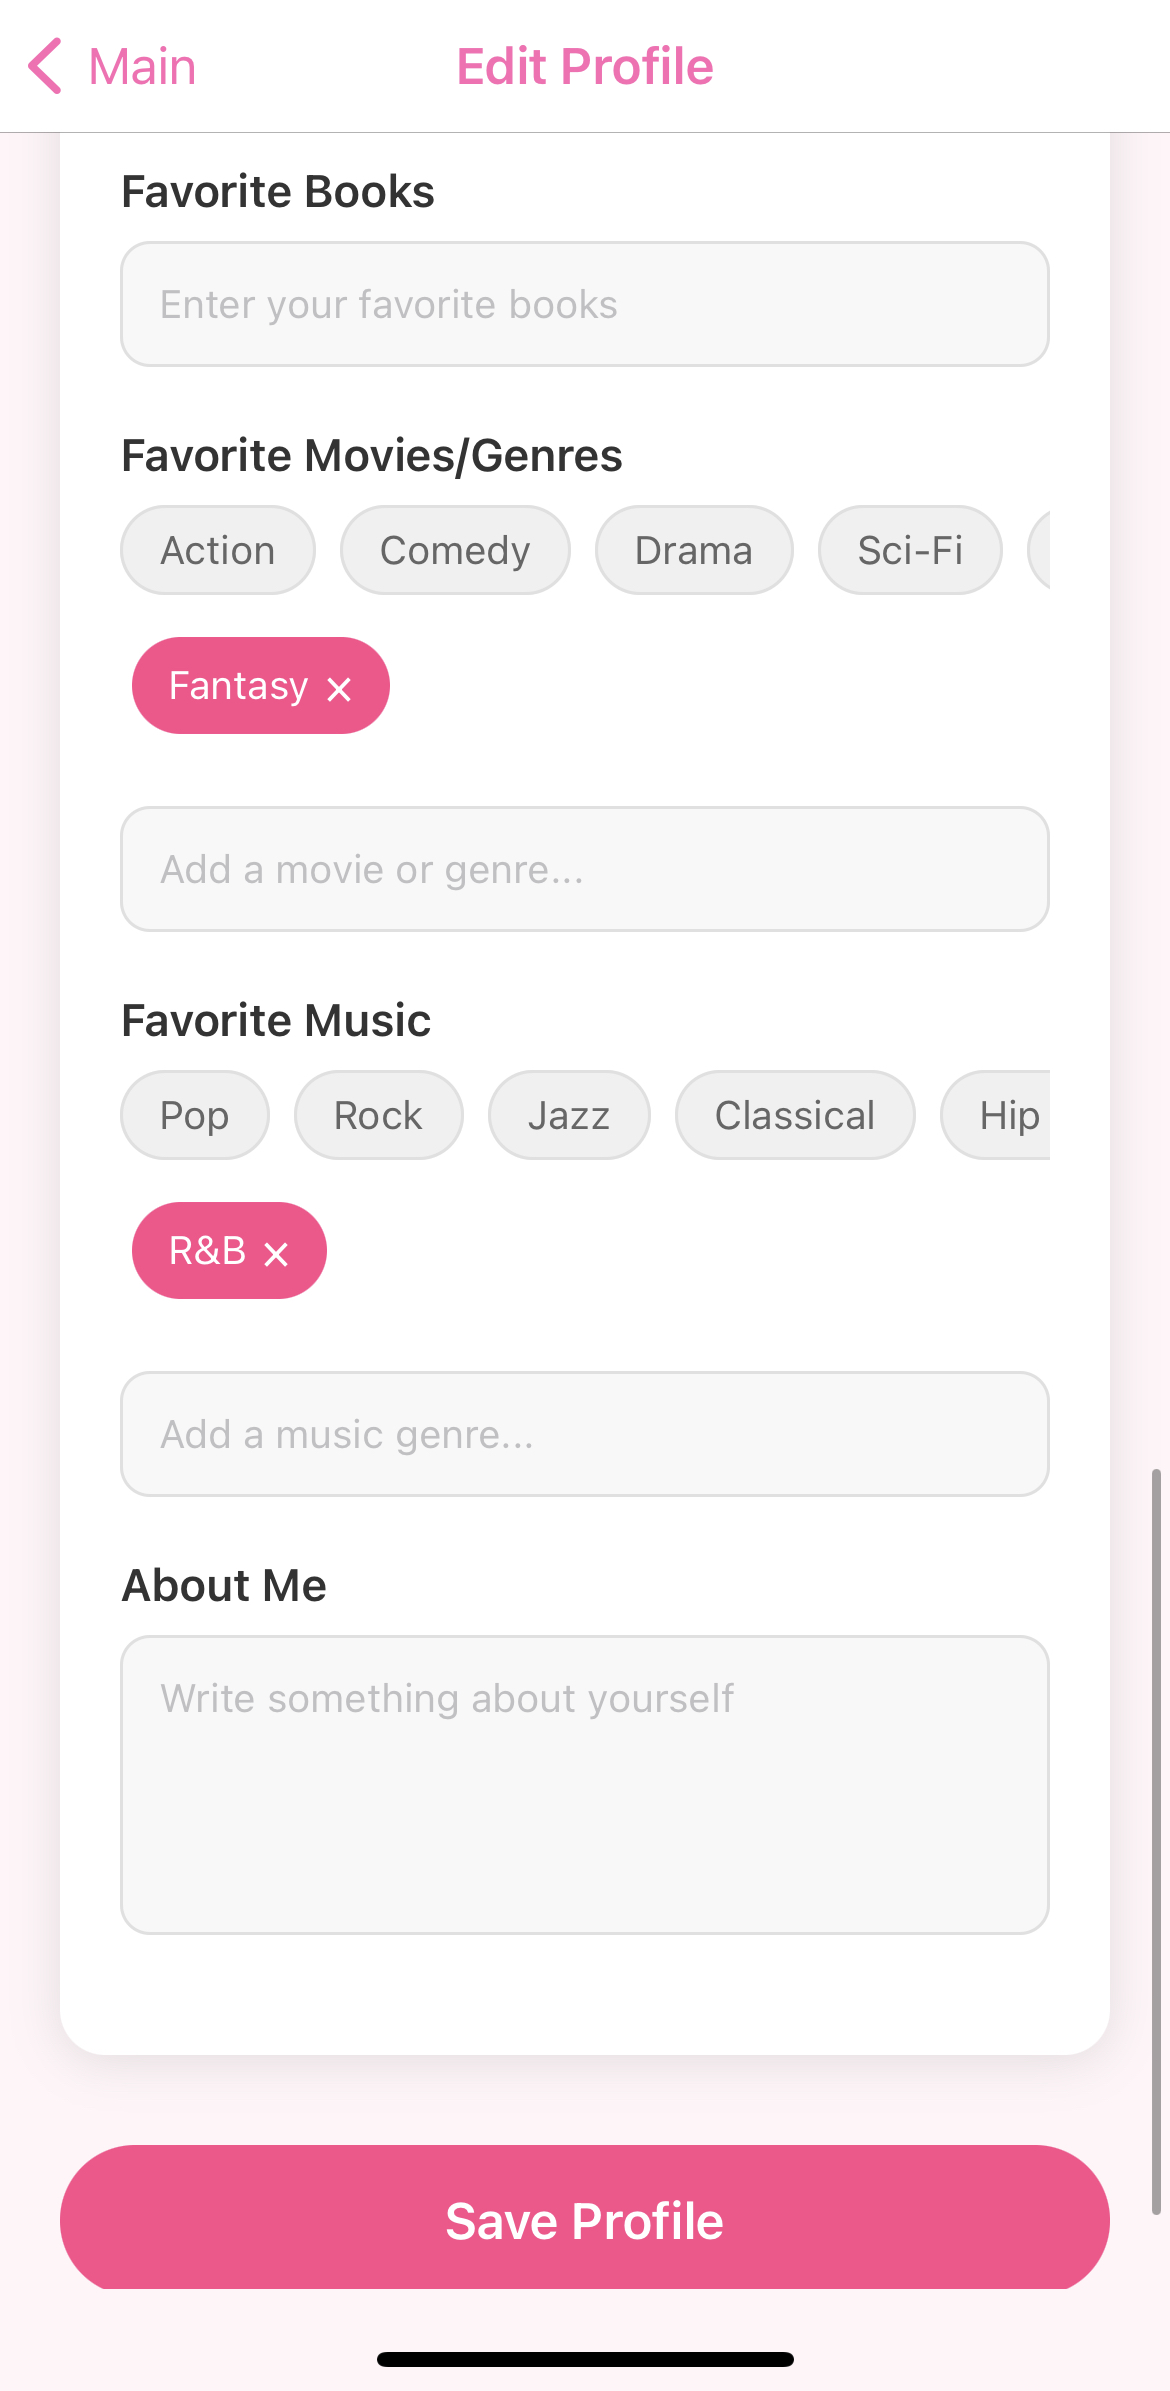 Main
Edit Profile
Favorite Books
Enter your favorite books
Favorite Movies/Genres
Action Comedy Drama Sci-Fi
Fantasy ×
Add a movie or genre...
Favorite Music
Pop Rock Jazz Classical Hip
R&B ×
Add a music genre...
About Me
Write something about yourself
Save Profile